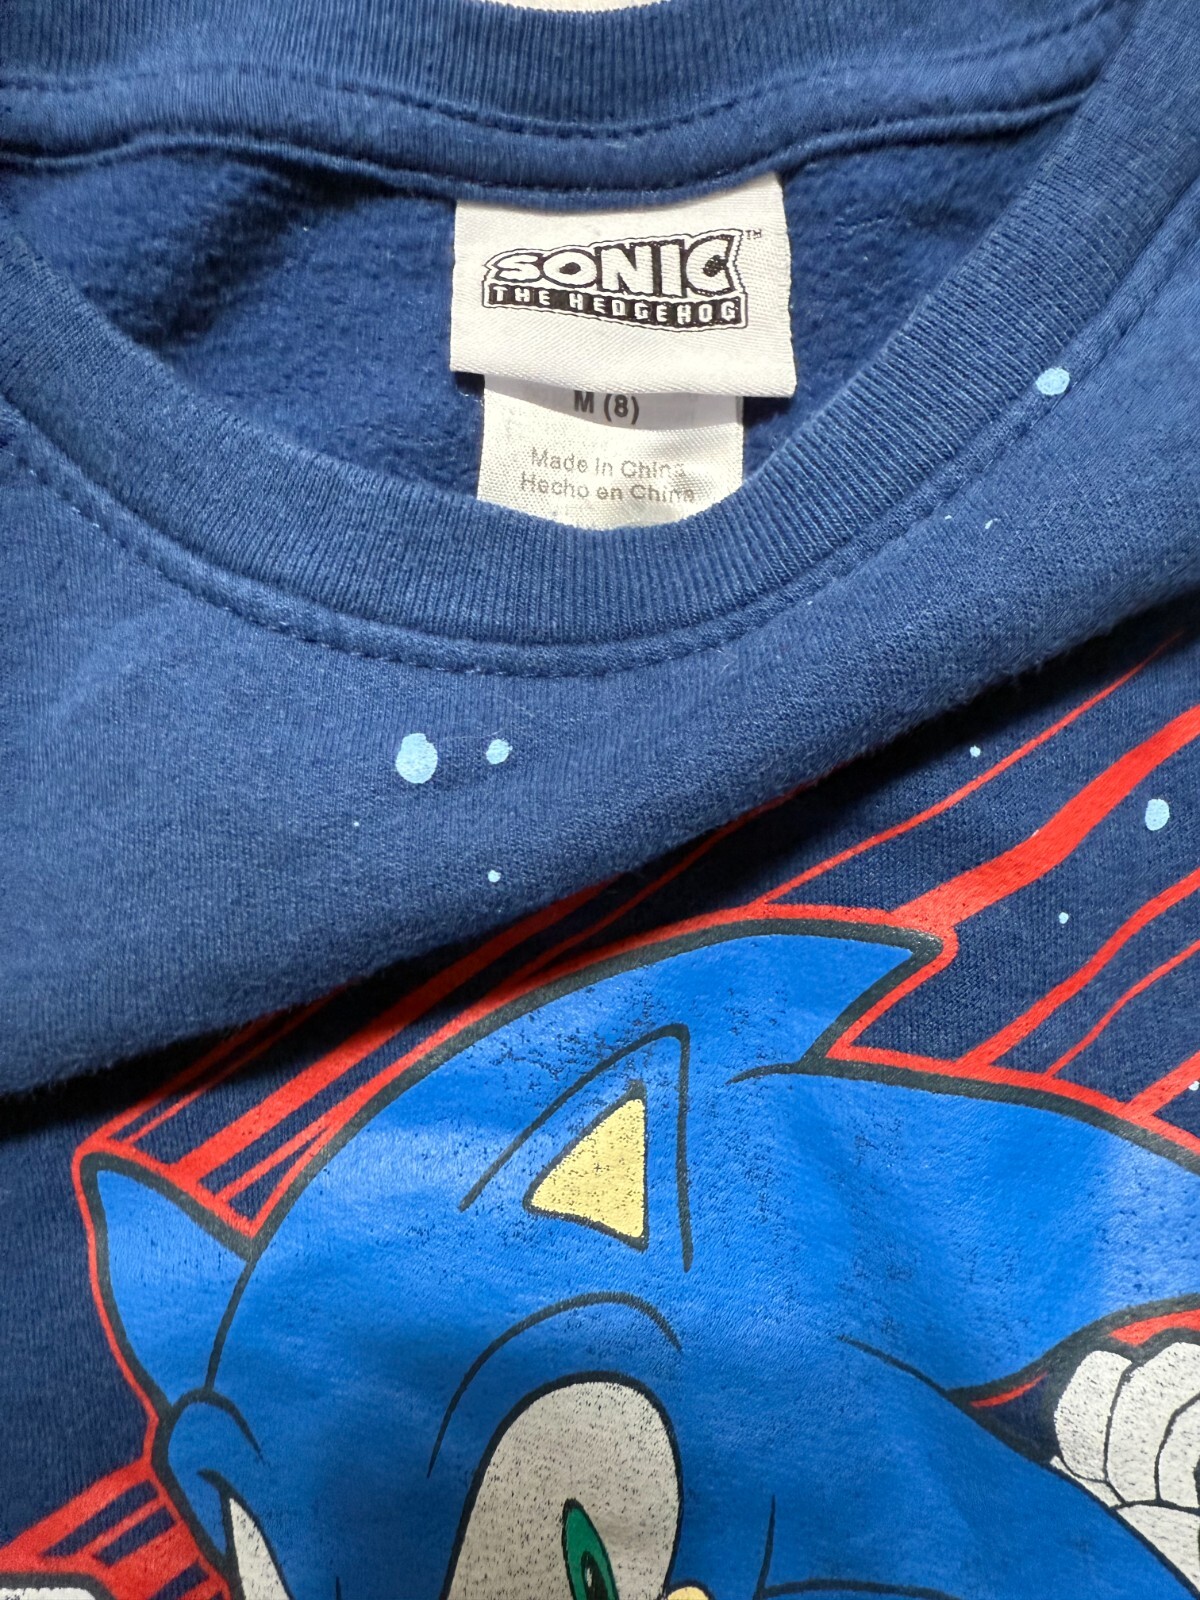 SONIC™
THE HEDGEHOG
M (8)
Made in China
Hecho en China